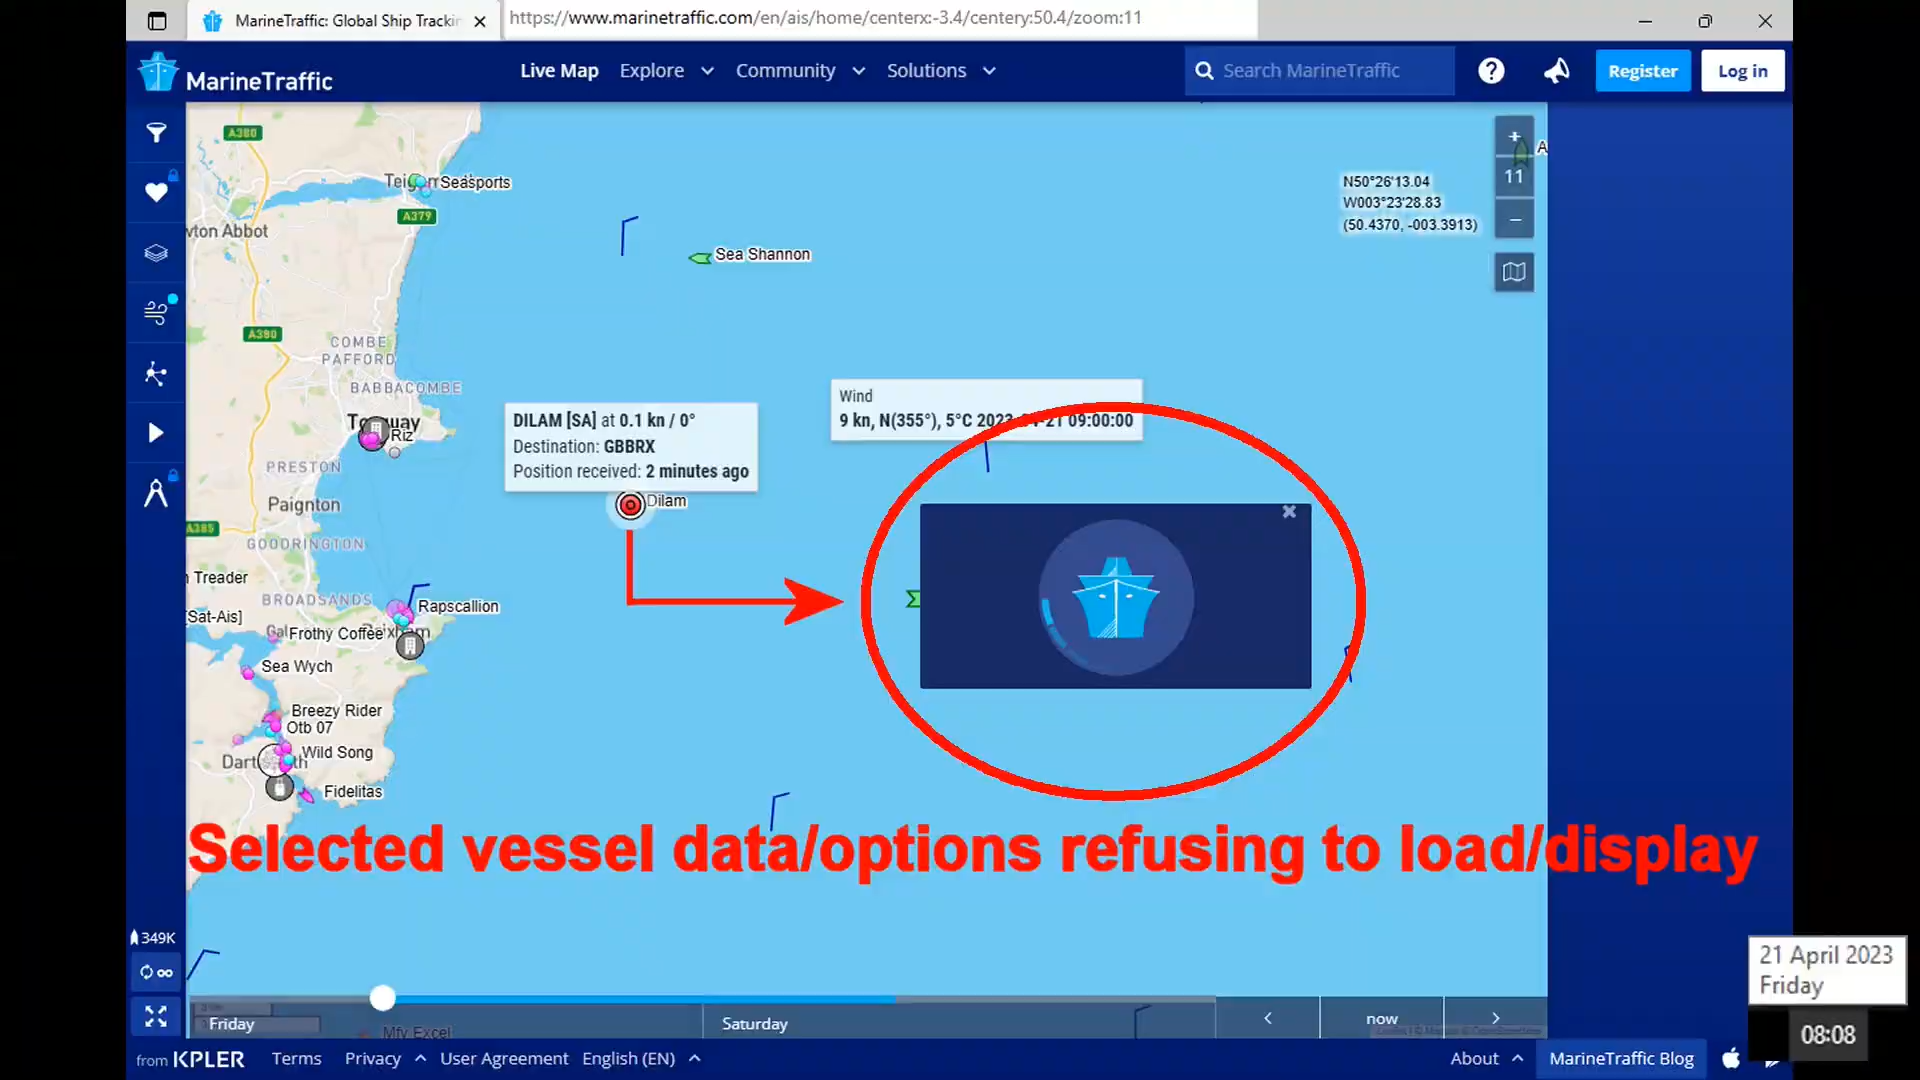 MarineTraffic: Global Ship Trackin
https://www.marinetraffic.com/en/ais/home/centerx:-3.4/centery:50.4/zoom:11
MarineTraffic
Live Map
Explore
Community
Solutions
Search MarineTraffic
Register
Log in
A380
Seasports
A379
Sea Shannon
N50°26'13.04
W003°23'28.83
(50.4370, -003.3913)
11
A
A380
COMBE
PAFFORD
BABBACOMBE
Riz
PRESTON
Paignton
A385
GOODRINGTON
DILAM [SA] at 0.1 kn / 0°
Destination: GBBRX
Position received: 2 minutes ago
Dilam
Wind
9 kn, N(355°), 5°C 2023-04-21 09:00:00
n Treader
BROADSANDS
Rapscallion
[Sat-Ais]
Frothy Coffee
Sea Wych
Breezy Rider
Otb 07
Wild Song
Fidelitas
Selected vessel data/options refusing to load/display
349K
Friday
Saturday
now
Mfv Excel
21 April 2023
Friday
08:08
from KPLER
Terms
Privacy
User Agreement
English (EN)
About
MarineTraffic Blog